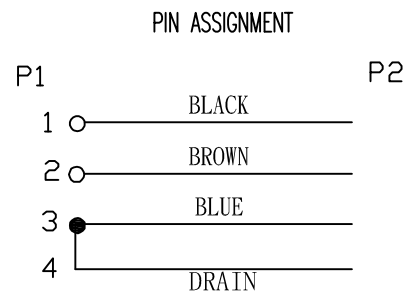 PIN ASSIGNMENT
P1 P2
1 BLACK
2 BROWN
3 BLUE
4 DRAIN